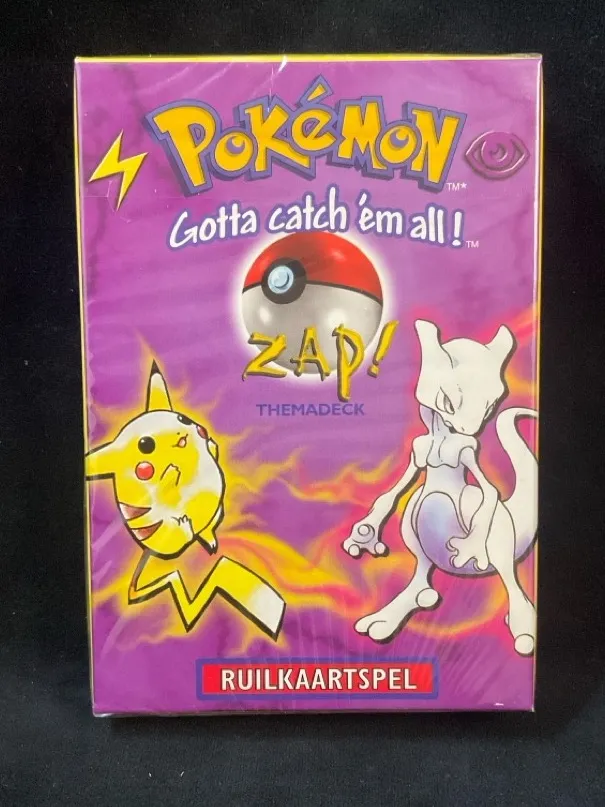 POKéMON
TM*
Gotta catch 'em all!
TM
ZAP!
THEMADECK
RUILKAARTSPEL